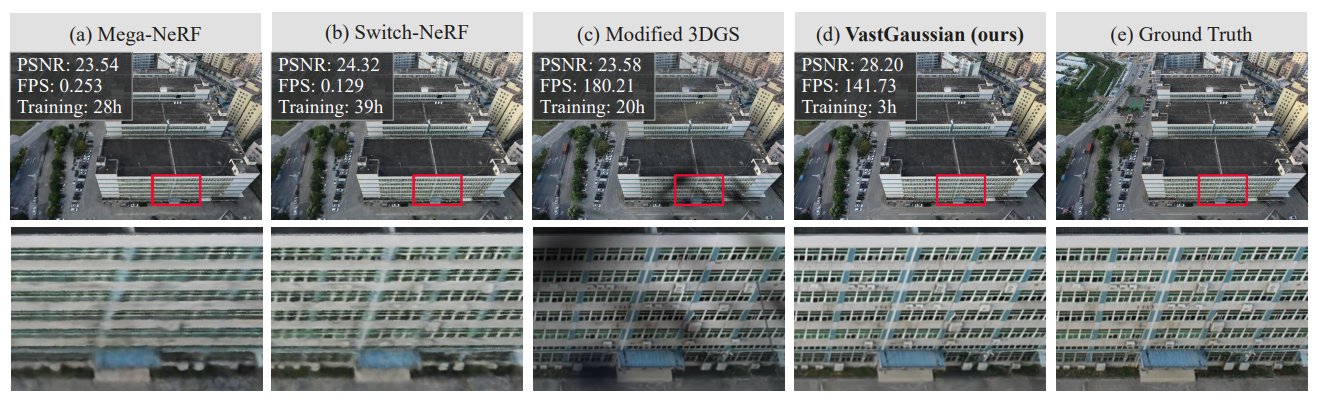 (a) Mega-NeRF
(b) Switch-NeRF
(c) Modified 3DGS
(d) VastGaussian (ours)
(e) Ground Truth
PSNR: 23.54
FPS: 0.253
Training: 28h
PSNR: 24.32
FPS: 0.129
Training: 39h
PSNR: 23.58
FPS: 180.21
Training: 20h
PSNR: 28.20
FPS: 141.73
Training: 3h